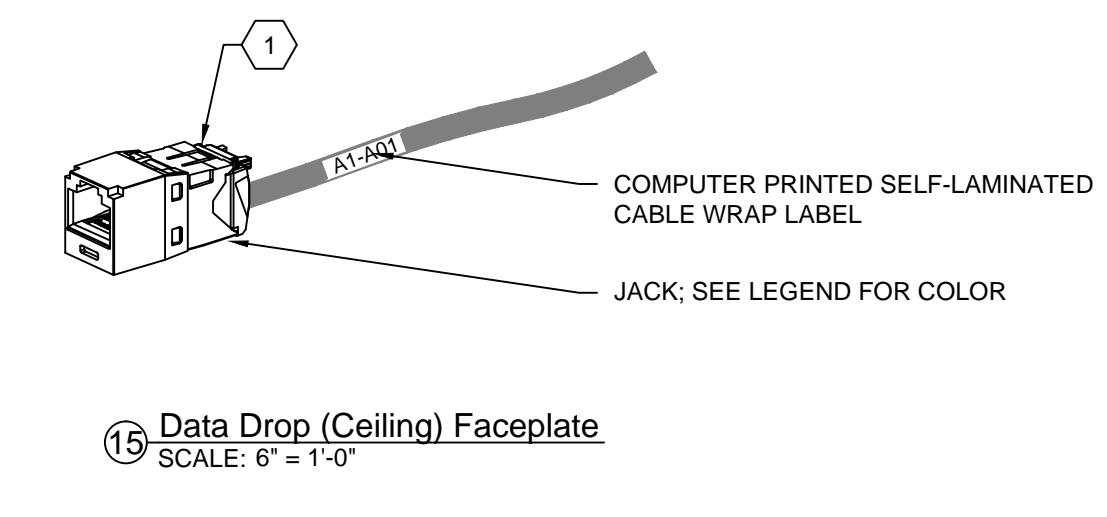 1
A1-A01
COMPUTER PRINTED SELF-LAMINATED
CABLE WRAP LABEL
JACK; SEE LEGEND FOR COLOR
15 Data Drop (Ceiling) Faceplate
SCALE: 6" = 1'-0"